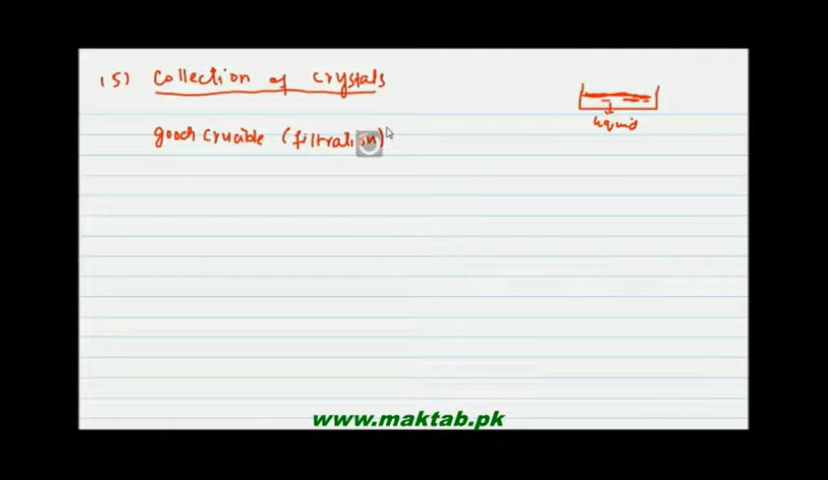 (5) Collection of Crystals
gooch crucible (filtration)
liquid
www.maktab.pk